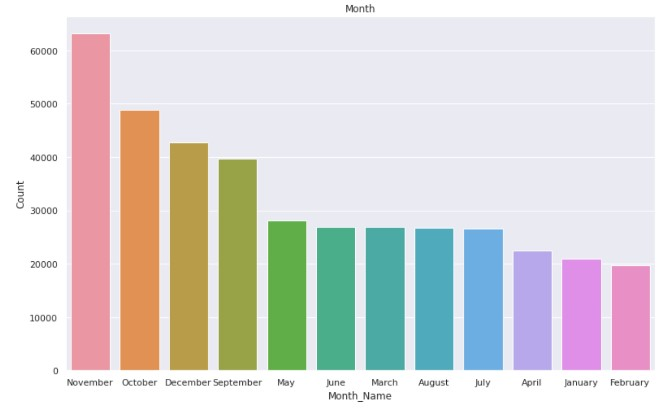 Month
60000
50000
40000
30000
20000
10000
0
Count
November October December September May June March August July April January February
Month_Name